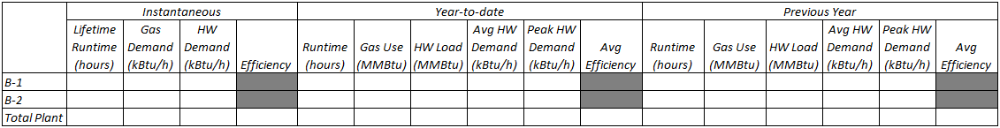 Instantaneous Year-to-date Previous Year
Lifetime Gas HW Avg HW Peak HW Avg HW Peak HW
Runtime Demand Demand Runtime Gas Use HW Load Demand Demand Avg Runtime Gas Use HW Load Demand Demand Avg
(hours) (kBtu/h) (kBtu/h) Efficiency (hours) (MMBtu) (MMBtu) (kBtu/h) (kBtu/h) Efficiency (hours) (MMBtu) (MMBtu) (kBtu/h) (kBtu/h) Efficiency
B-1
B-2
Total Plant